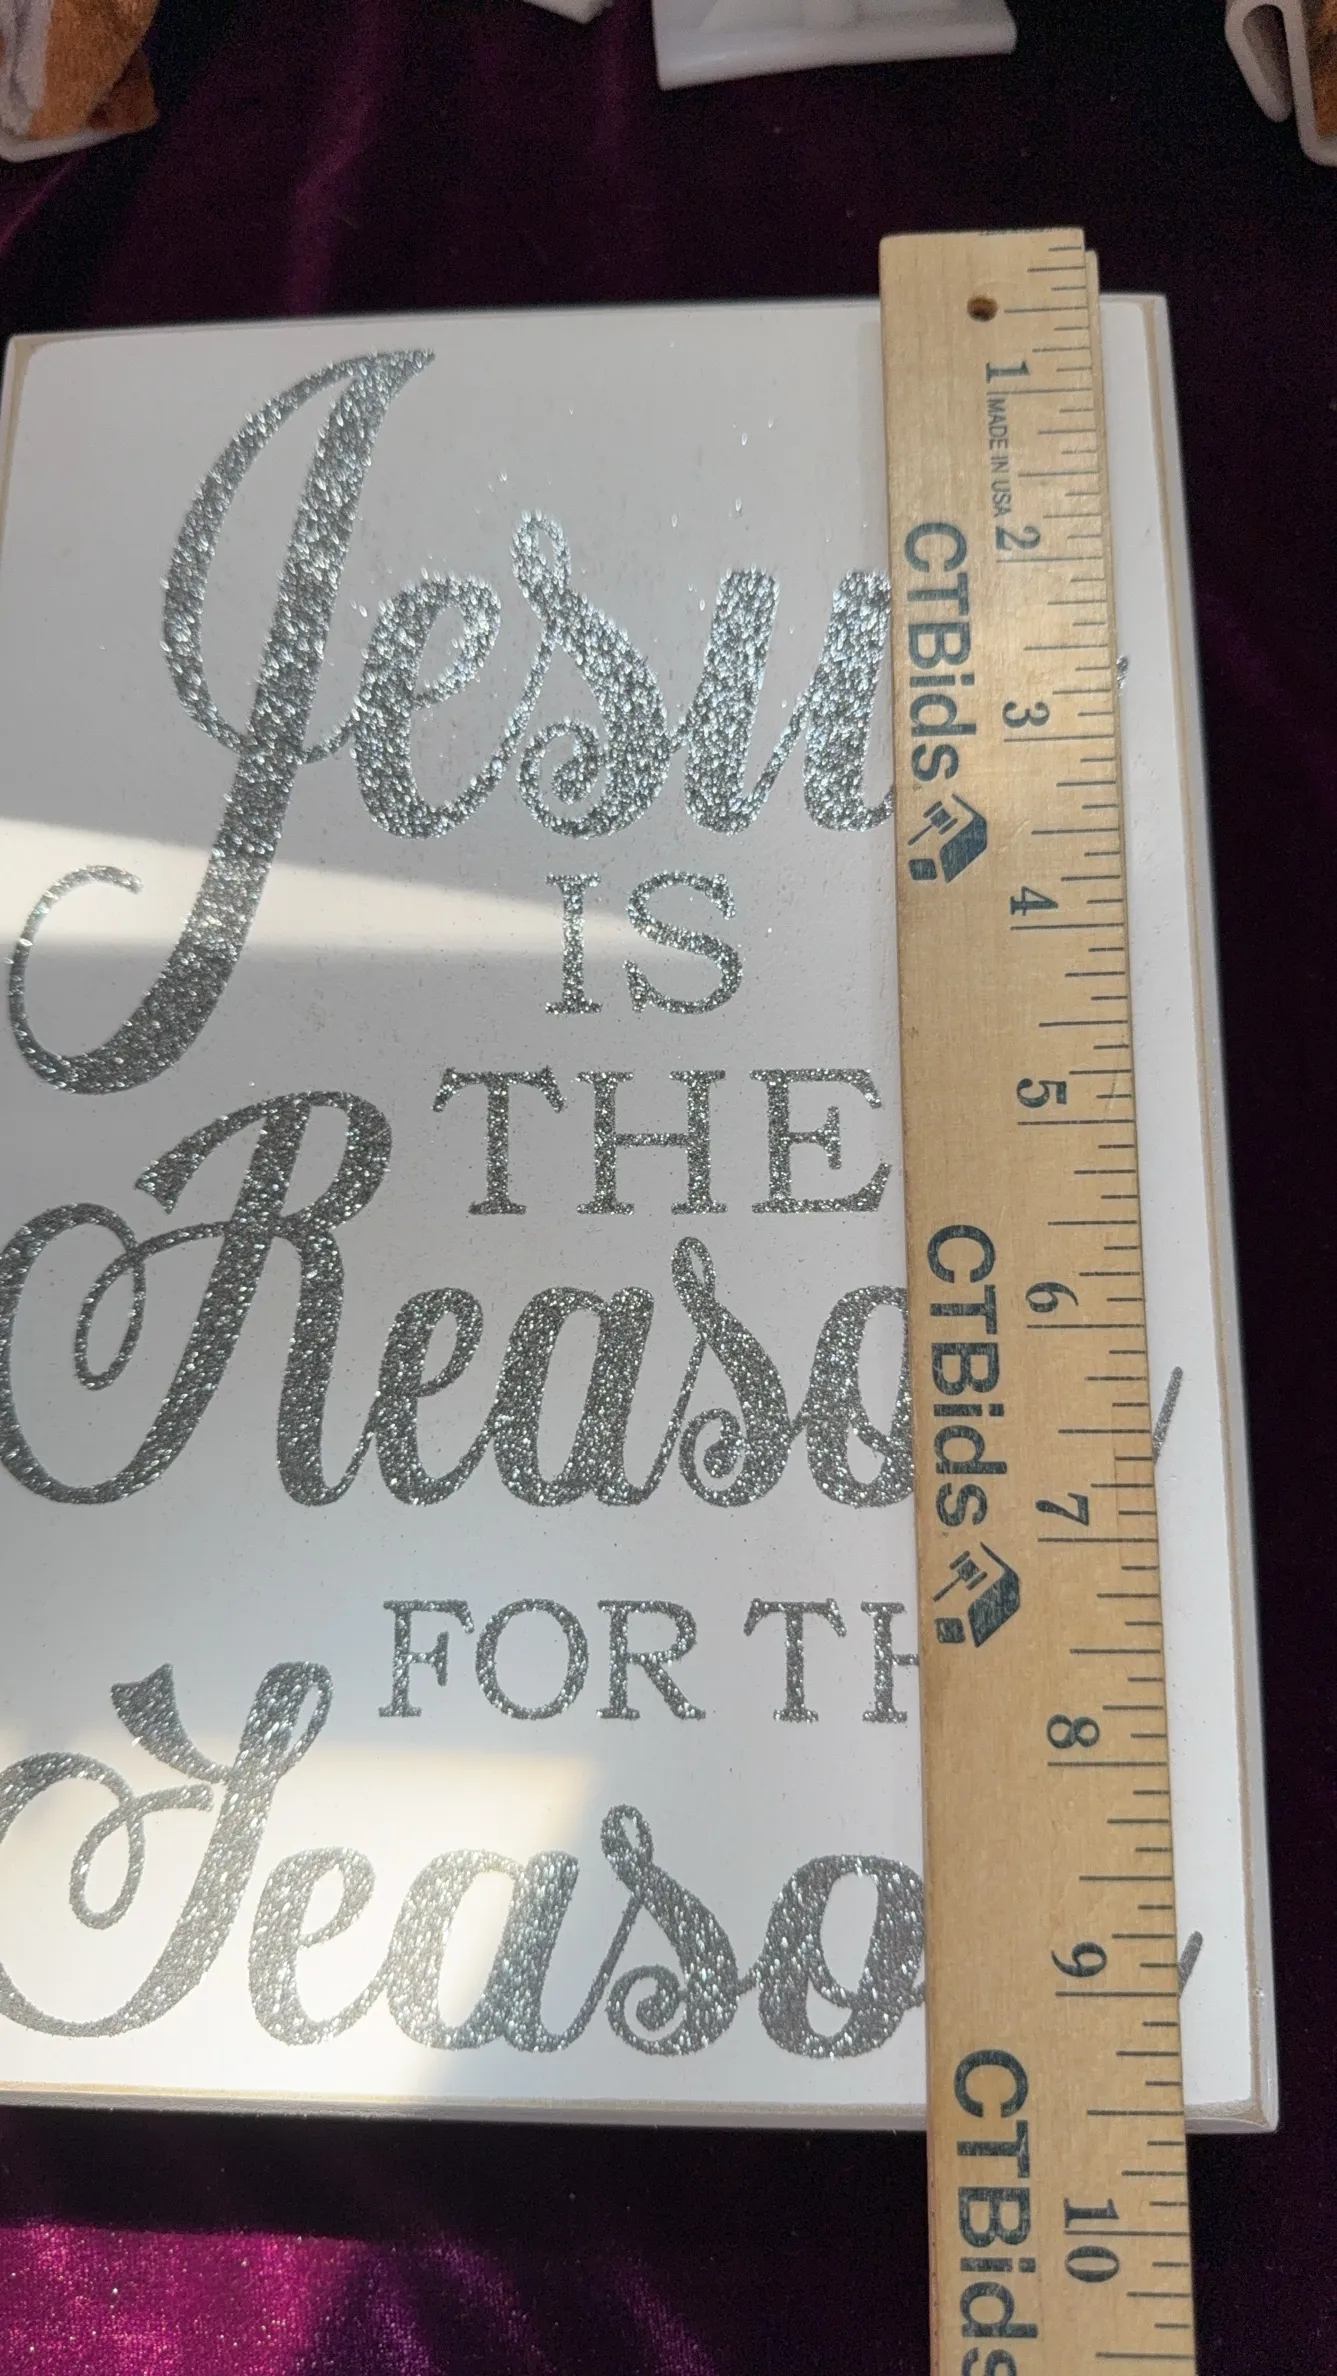 Jesu
IS
THE
Reaso
FOR TH
Seaso
1 MADE IN USA 2 3 4 5 6 7 8 9 10
CTBids CTBids CTBids